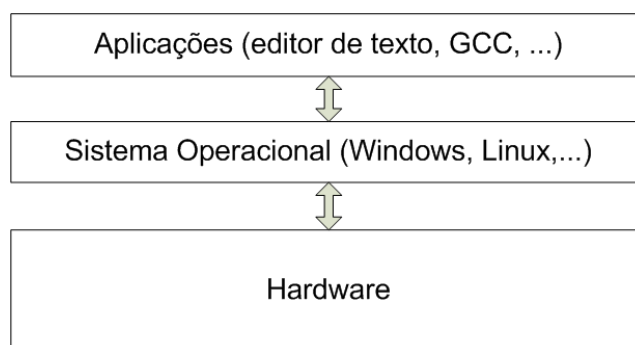 Aplicações (editor de texto, GCC, ...)
Sistema Operacional (Windows, Linux,...)
Hardware